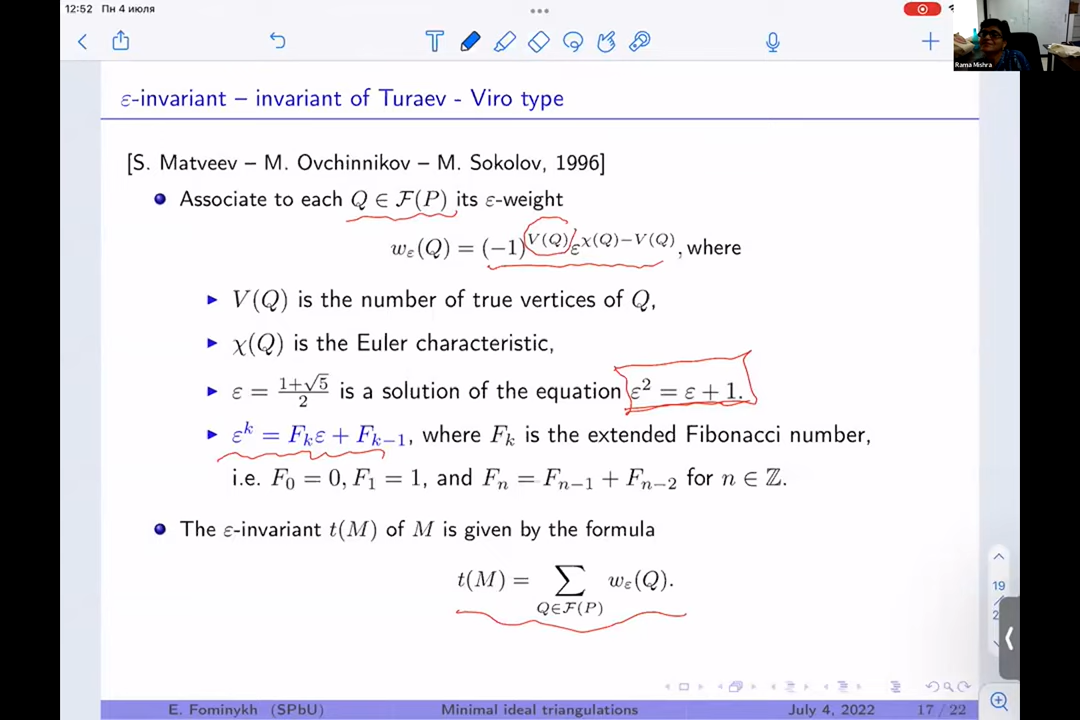 12:52 Пн 4 июля
Rama Mishra
ε-invariant – invariant of Turaev - Viro type
[S. Matveev – M. Ovchinnikov – M. Sokolov, 1996]
Associate to each Q ∈ F(P) its ε-weight
w_ε(Q) = (−1)^{V(Q)} ε^{χ(Q)−V(Q)}, where
V(Q) is the number of true vertices of Q,
χ(Q) is the Euler characteristic,
ε = (1+√5)/2 is a solution of the equation ε² = ε + 1.
ε^k = F_k ε + F_{k−1}, where F_k is the extended Fibonacci number,
i.e. F_0 = 0, F_1 = 1, and F_n = F_{n−1} + F_{n−2} for n ∈ ℤ.
The ε-invariant t(M) of M is given by the formula
t(M) = ∑_{Q∈F(P)} w_ε(Q).
19
E. Fominykh (SPbU) Minimal ideal triangulations July 4, 2022 17 / 22